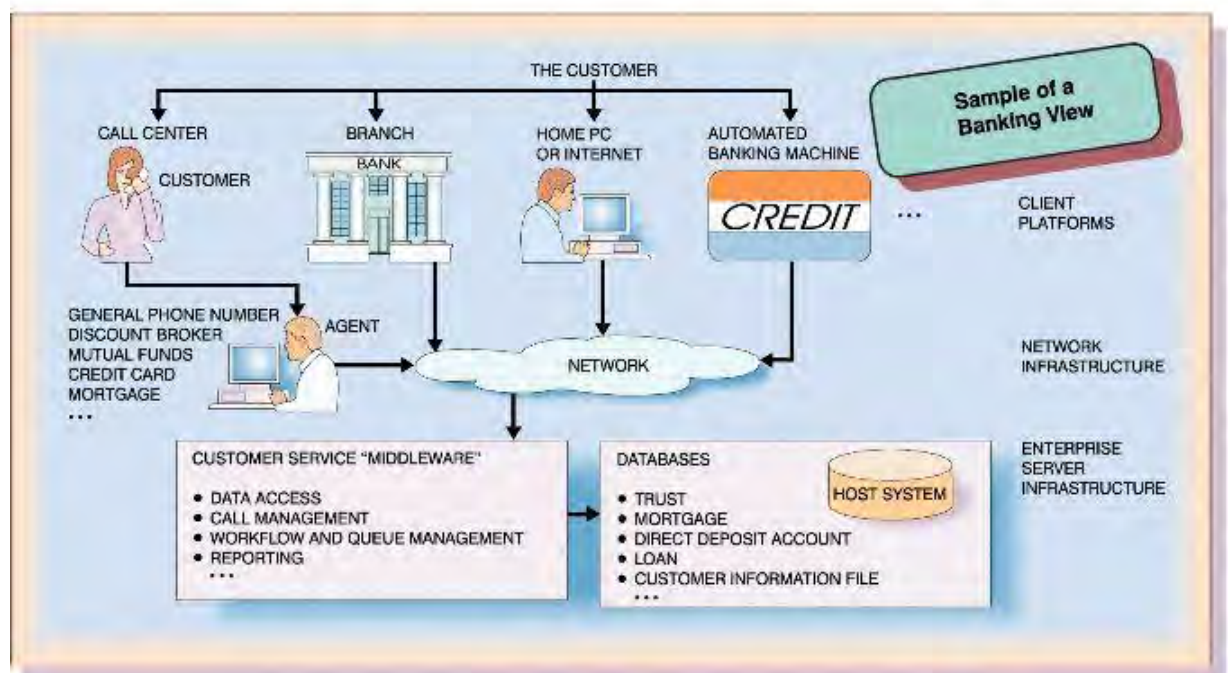 THE CUSTOMER
Sample of a
Banking View
CALL CENTER
BRANCH
HOME PC
OR INTERNET
AUTOMATED
BANKING MACHINE
CUSTOMER
BANK
CREDIT
...
CLIENT
PLATFORMS
GENERAL PHONE NUMBER
DISCOUNT BROKER
MUTUAL FUNDS
CREDIT CARD
MORTGAGE
...
AGENT
NETWORK
NETWORK
INFRASTRUCTURE
CUSTOMER SERVICE "MIDDLEWARE"
• DATA ACCESS
• CALL MANAGEMENT
• WORKFLOW AND QUEUE MANAGEMENT
• REPORTING
...
DATABASES
HOST SYSTEM
• TRUST
• MORTGAGE
• DIRECT DEPOSIT ACCOUNT
• LOAN
• CUSTOMER INFORMATION FILE
...
ENTERPRISE
SERVER
INFRASTRUCTURE